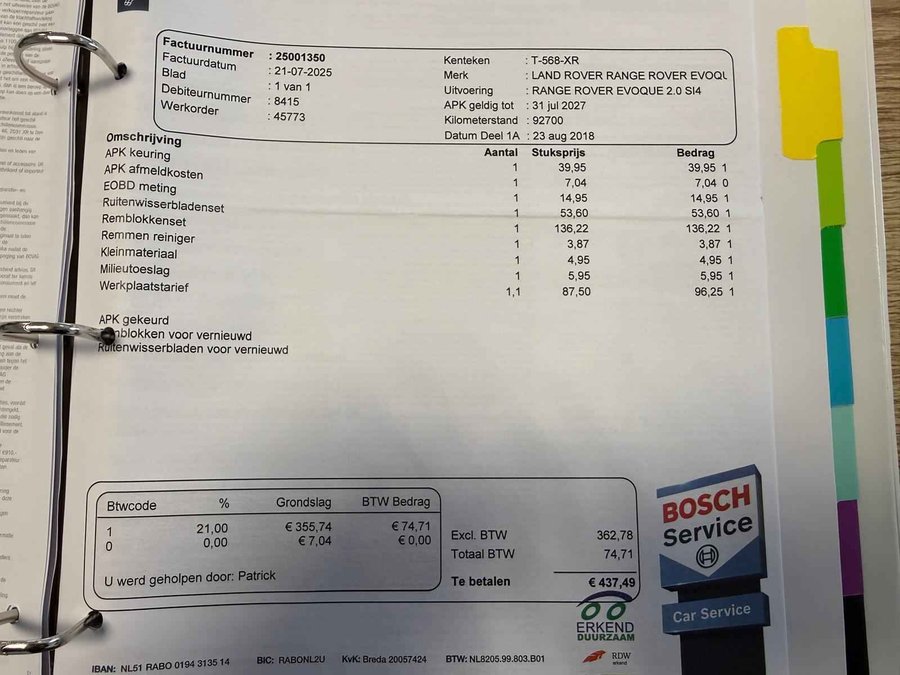 Factuurnummer : 25001350
Factuurdatum : 21-07-2025
Blad : 1 van 1
Debiteurnummer : 8415
Werkorder : 45773
Kenteken : T-568-XR
Merk : LAND ROVER RANGE ROVER EVOQU
Uitvoering : RANGE ROVER EVOQUE 2.0 SI4
APK geldig tot : 31 jul 2027
Kilometerstand : 92700
Datum Deel 1A : 23 aug 2018
Omschrijving Aantal Stuksprijs Bedrag
APK keuring 1 39,95 39,95 1
APK afmeldkosten 1 7,04 7,04 0
EOBD meting 1 14,95 14,95 1
Ruitenwisserbladenset 1 53,60 53,60 1
Remblokkenset 1 136,22 136,22 1
Remmen reiniger 1 3,87 3,87 1
Kleinmateriaal 1 4,95 4,95 1
Milieutoeslag 1 5,95 5,95 1
Werkplaatstarief 1,1 87,50 96,25 1
APK gekeurd
mblokken voor vernieuwd
Ruitenwisserbladen voor vernieuwd
Btwcode % Grondslag BTW Bedrag
1 21,00 € 355,74 € 74,71
0 0,00 € 7,04 € 0,00
U werd geholpen door: Patrick
Excl. BTW 362,78
Totaal BTW 74,71
Te betalen € 437,49
BOSCH
Service
Car Service
ERKEND
DUURZAAM
RDW
erkend
IBAN: NL51 RABO 0194 3135 14 BIC: RABONL2U KvK: Breda 20057424 BTW: NL8205.99.803.B01